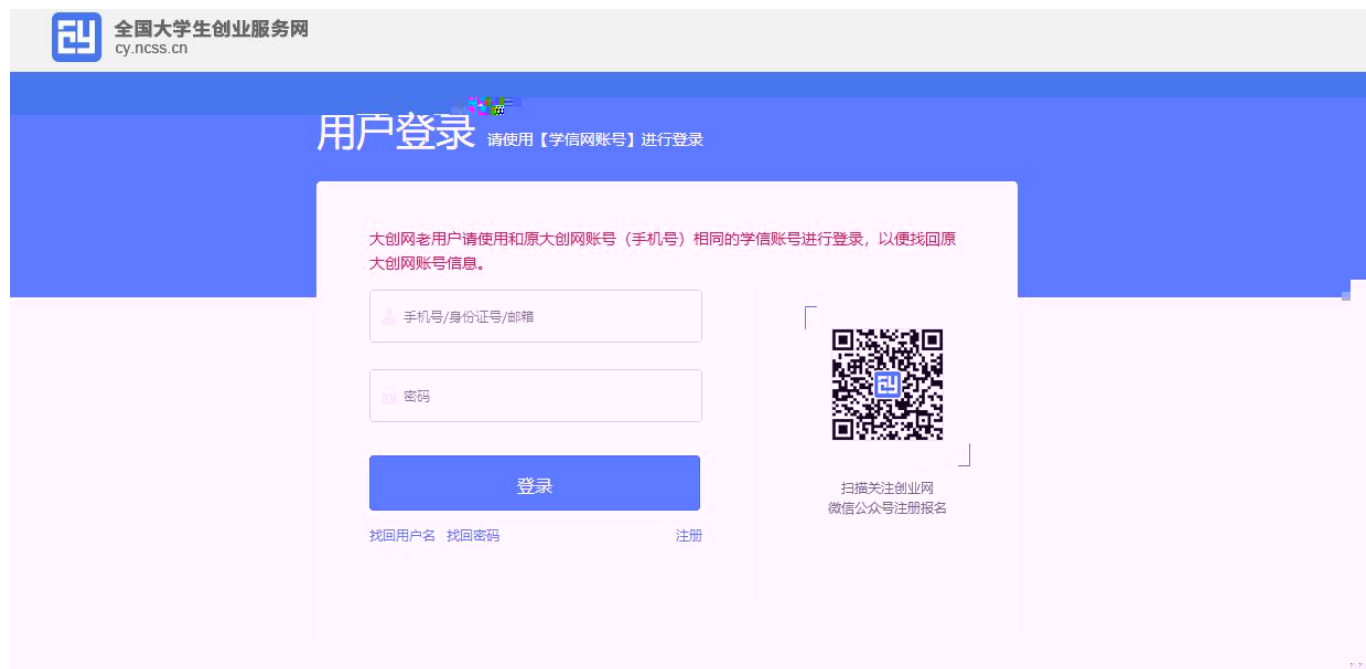 全国大学生创业服务网
cy.ncss.cn
用户登录 请使用【学信网账号】进行登录
大创网老用户请使用和原大创网账号（手机号）相同的学信账号进行登录，以便找回原
大创网账号信息。
手机号/身份证号/邮箱
密码
登录
找回用户名 找回密码 注册
扫描关注创业网
微信公众号注册报名